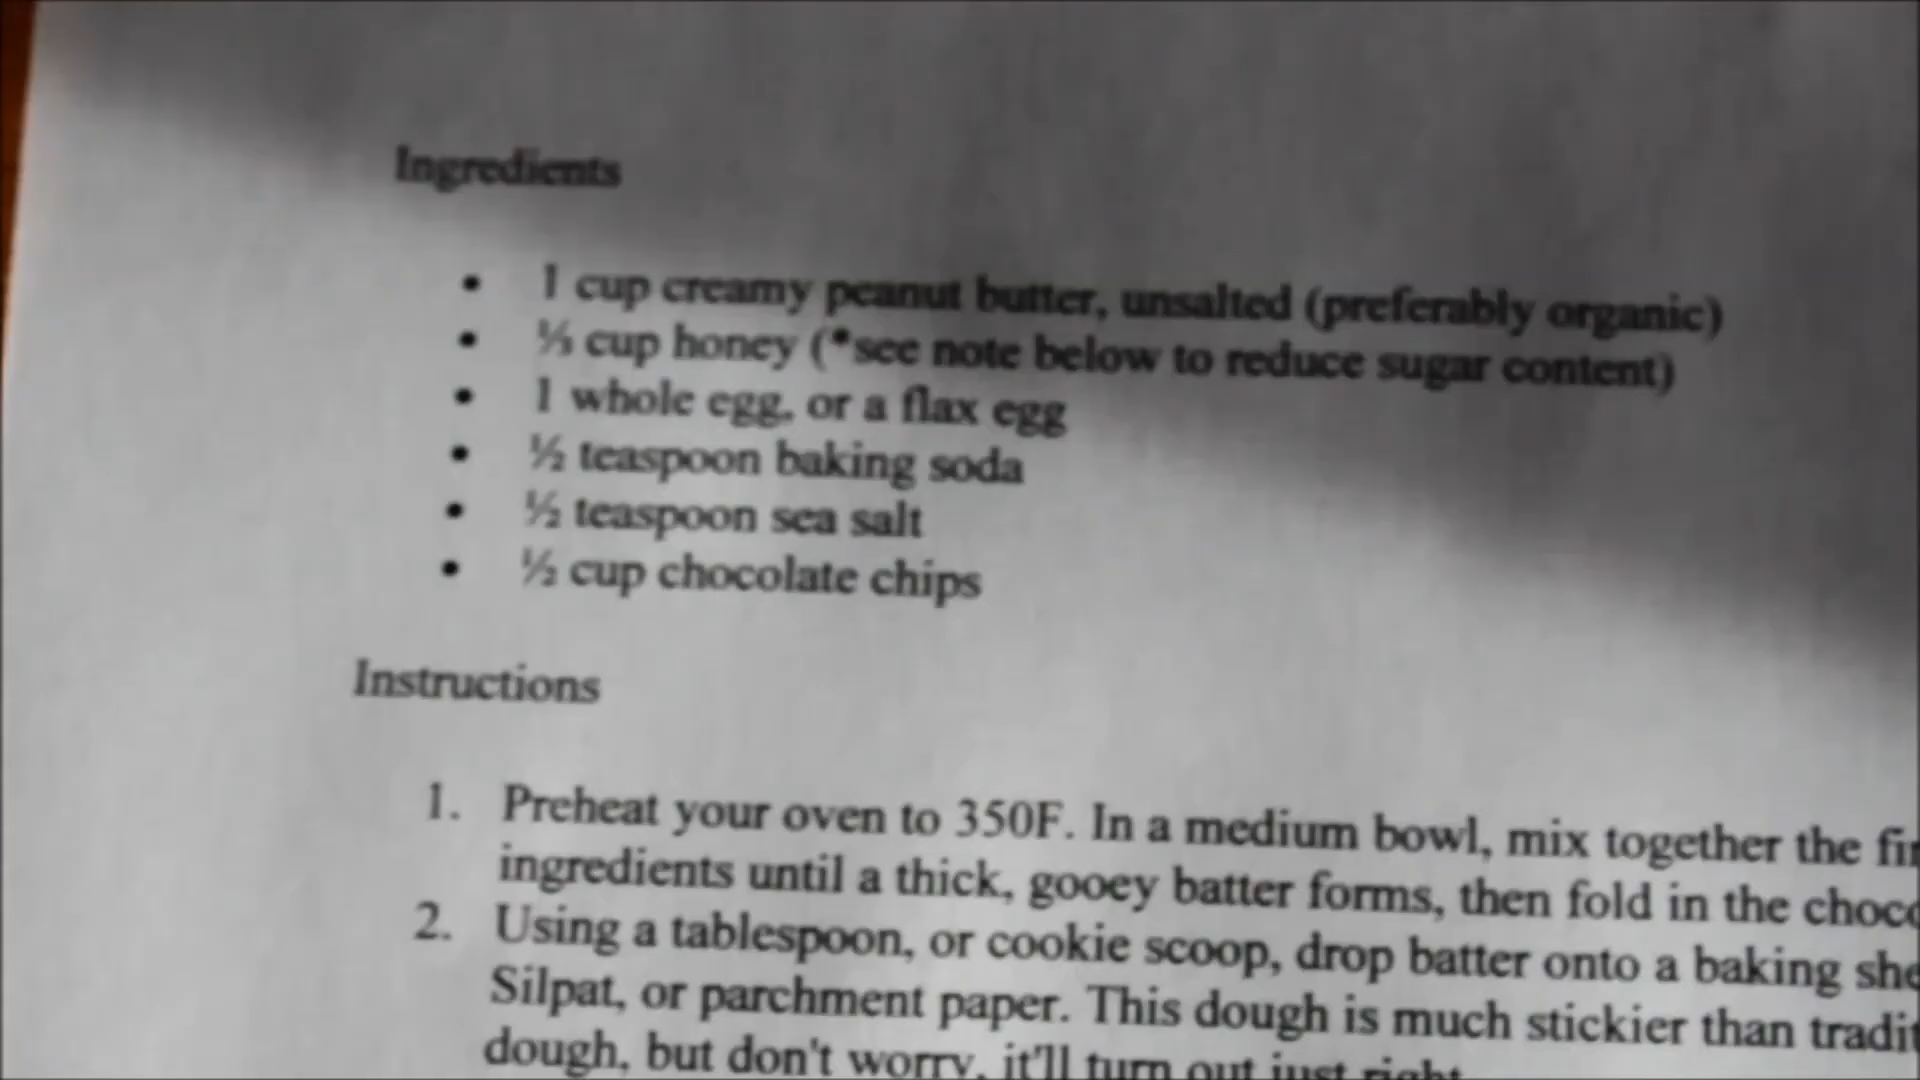 Ingredients
• 1 cup creamy peanut butter, unsalted (preferably organic)
• ⅓ cup honey (*see note below to reduce sugar content)
• 1 whole egg, or a flax egg
• ½ teaspoon baking soda
• ½ teaspoon sea salt
• ½ cup chocolate chips
Instructions
1. Preheat your oven to 350F. In a medium bowl, mix together the
ingredients until a thick, gooey batter forms, then fold in the
2. Using a tablespoon, or cookie scoop, drop batter onto a baking
Silpat, or parchment paper. This dough is much stickier than
dough, but don't worry, it'll turn out just right